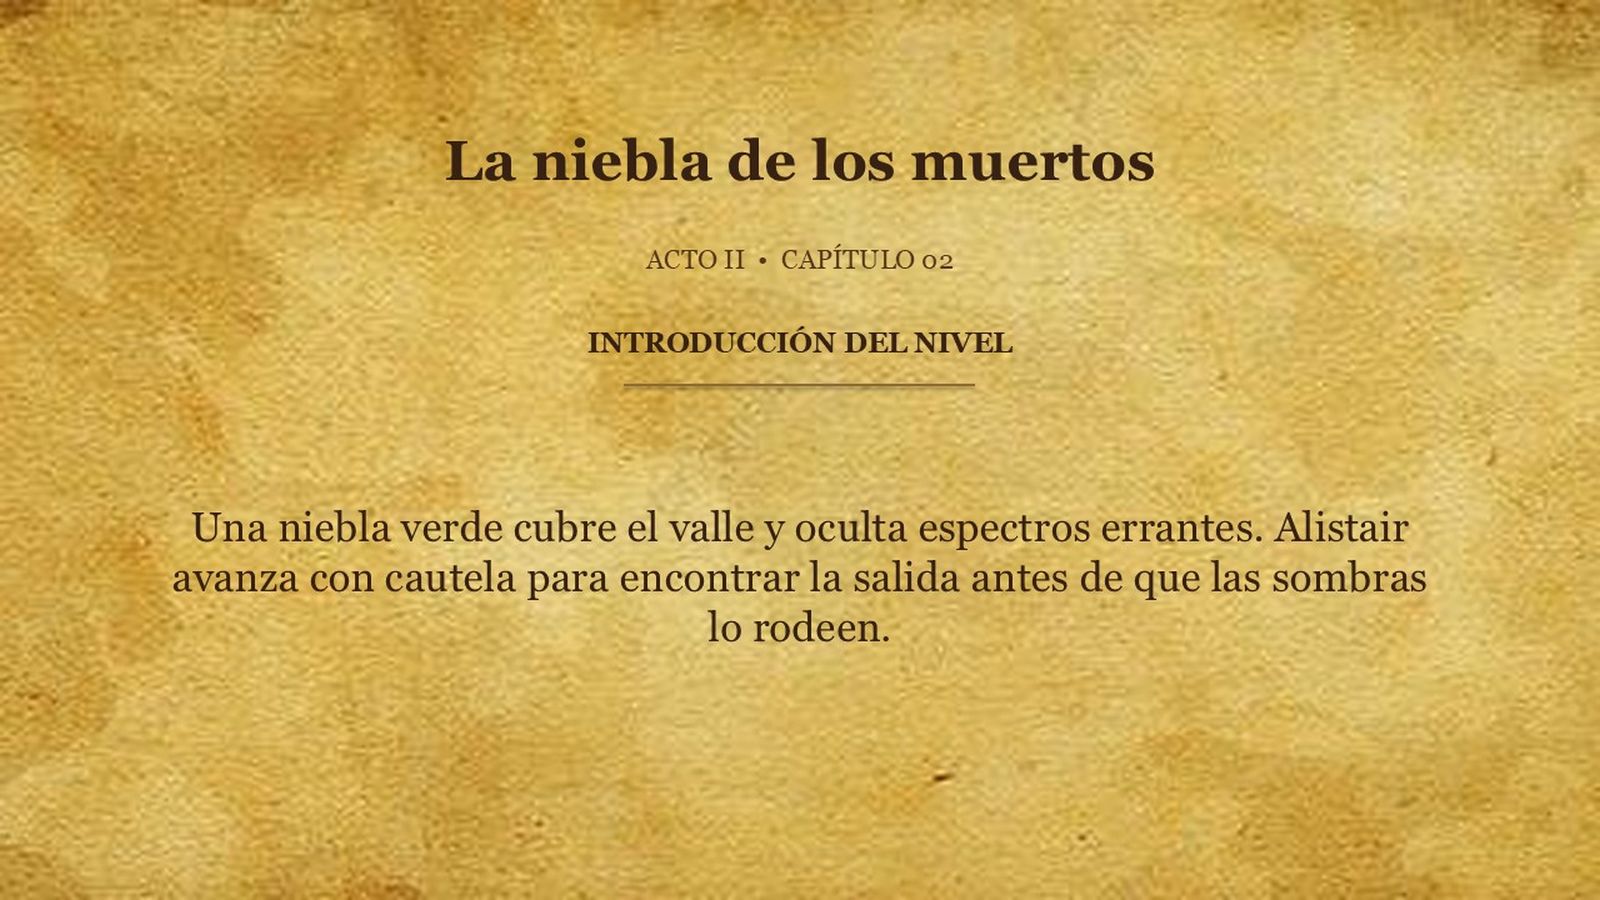 La niebla de los muertos
ACTO II • CAPÍTULO 02
INTRODUCCIÓN DEL NIVEL
Una niebla verde cubre el valle y oculta espectros errantes. Alistair
avanza con cautela para encontrar la salida antes de que las sombras
lo rodeen.